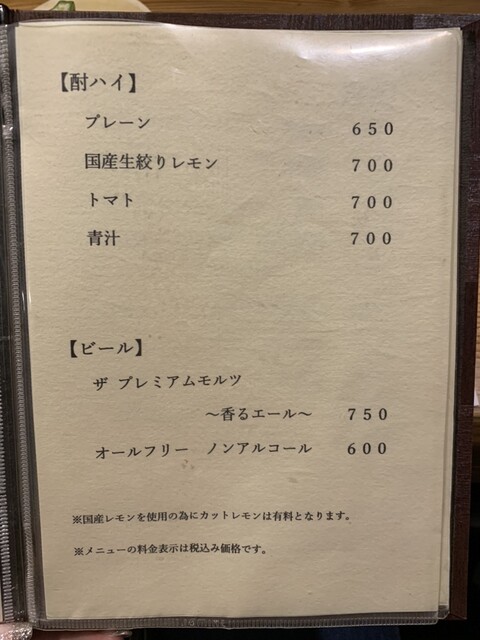 【酎ハイ】
プレーン 650
国産生絞りレモン 700
トマト 700
青汁 700
【ビール】
ザ プレミアムモルツ
〜香るエール〜 750
オールフリー ノンアルコール 600
※国産レモンを使用の為にカットレモンは有料となります。
※メニューの料金表示は税込み価格です。